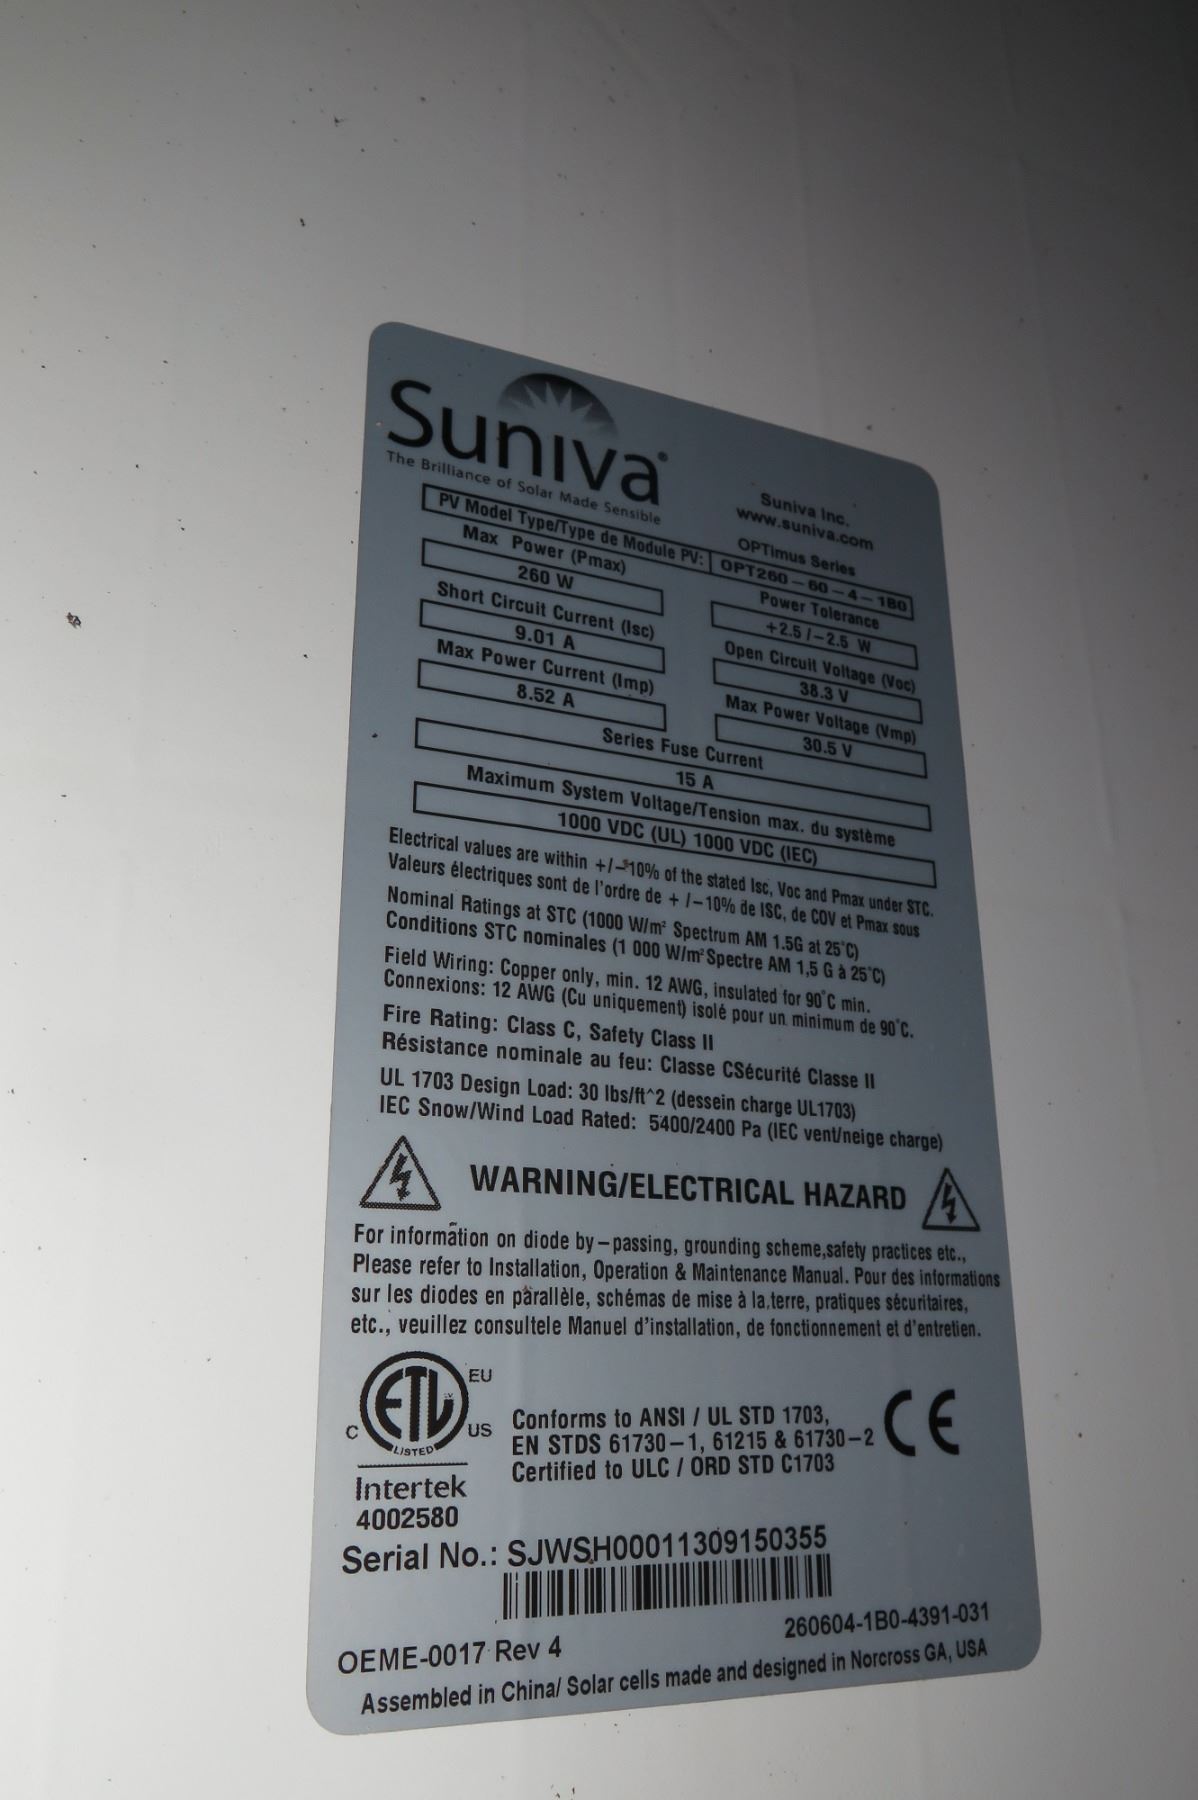 Suniva®
The Brilliance of Solar Made Sensible
Suniva Inc.
www.suniva.com
OPTimus Series
PV Model Type/Type de Module PV: OPT260-60-4-1B0
Max Power (Pmax)
260 W
Power Tolerance
+2.5/-2.5 W
Short Circuit Current (Isc)
9.01 A
Open Circuit Voltage (Voc)
38.3 V
Max Power Current (Imp)
8.52 A
Max Power Voltage (Vmp)
30.5 V
Series Fuse Current
15 A
Maximum System Voltage/Tension max. du système
1000 VDC (UL) 1000 VDC (IEC)
Electrical values are within +/-10% of the stated Isc, Voc and Pmax under STC.
Valeurs électriques sont de l'ordre de +/-10% de ISC, de COV et Pmax sous
Nominal Ratings at STC (1000 W/m² Spectrum AM 1.5G at 25°C)
Conditions STC nominales (1 000 W/m² Spectre AM 1,5 G à 25°C)
Field Wiring: Copper only, min. 12 AWG, insulated for 90°C min.
Connexions: 12 AWG (Cu uniquement) isolé pour un minimum de 90°C.
Fire Rating: Class C, Safety Class II
Résistance nominale au feu: Classe CSécurité Classe II
UL 1703 Design Load: 30 lbs/ft^2 (dessein charge UL1703)
IEC Snow/Wind Load Rated: 5400/2400 Pa (IEC vent/neige charge)
WARNING/ELECTRICAL HAZARD
For information on diode by-passing, grounding scheme,safety practices etc.,
Please refer to Installation, Operation & Maintenance Manual. Pour des informations
sur les diodes en parallèle, schémas de mise à la terre, pratiques sécuritaires,
etc., veuillez consultele Manuel d'installation, de fonctionnement et d'entretien.
ETL
LISTED
C
EU
US
Intertek
4002580
Conforms to ANSI / UL STD 1703,
EN STDS 61730-1, 61215 & 61730-2
Certified to ULC / ORD STD C1703
CE
Serial No.: SJWSH00011309150355
260604-1B0-4391-031
OEME-0017 Rev 4
Assembled in China/ Solar cells made and designed in Norcross GA, USA